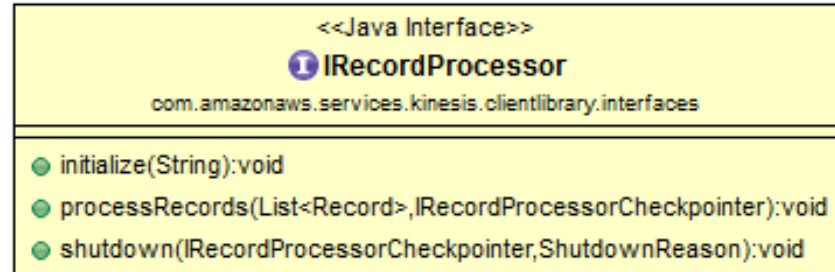 <<Java Interface>>
IRecordProcessor
com.amazonaws.services.kinesis.clientlibrary.interfaces
initialize(String):void
processRecords(List<Record>,IRecordProcessorCheckpointer):void
shutdown(IRecordProcessorCheckpointer,ShutdownReason):void